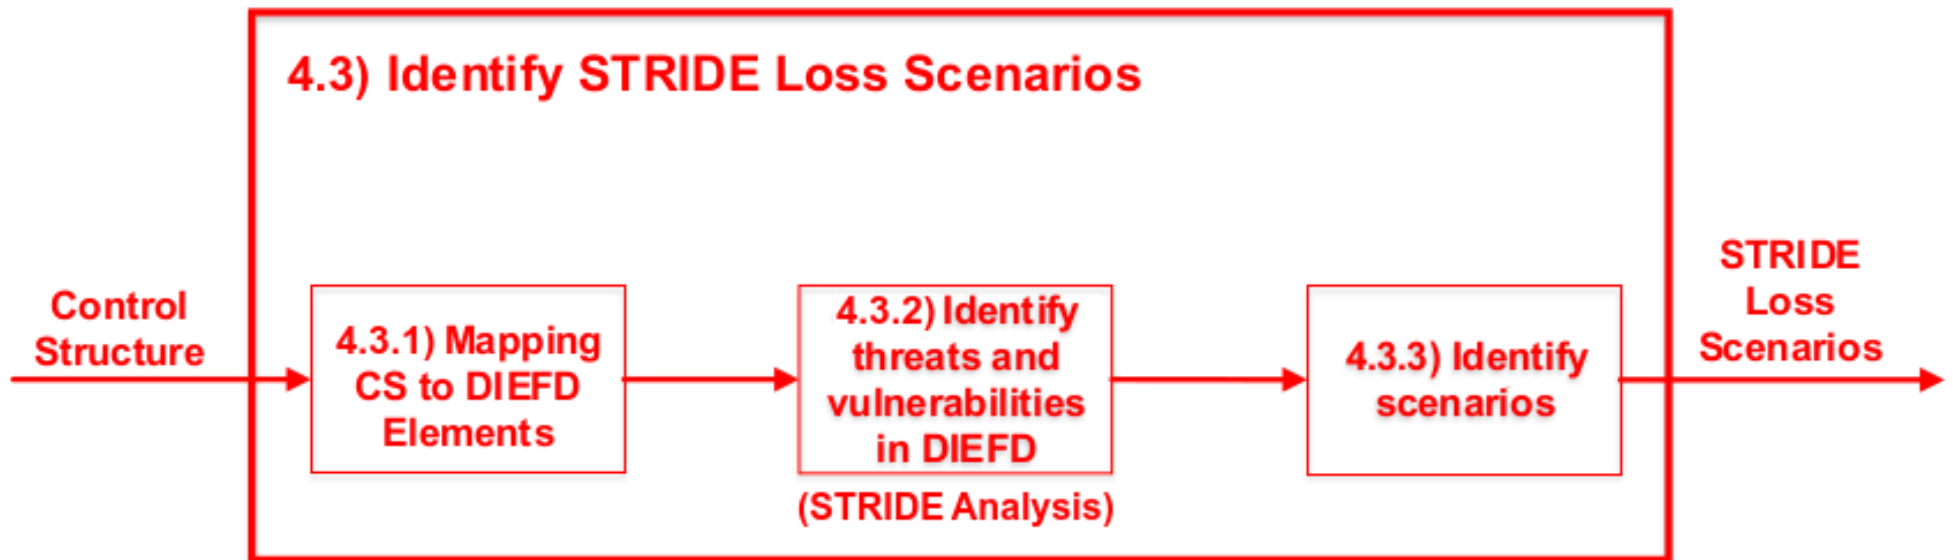 4.3) Identify STRIDE Loss Scenarios
Control
Structure
4.3.1) Mapping
CS to DIEFD
Elements
4.3.2) Identify
threats and
vulnerabilities
in DIEFD
(STRIDE Analysis)
4.3.3) Identify
scenarios
STRIDE
Loss
Scenarios